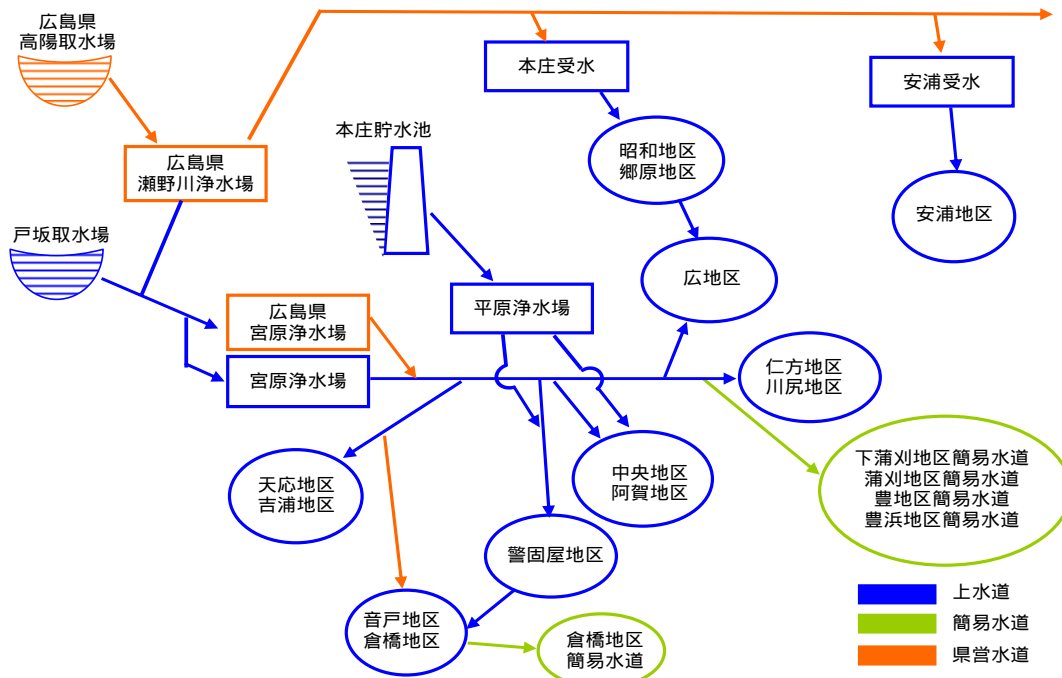 広島県
高陽取水場
本庄受水
安浦受水
本庄貯水池
昭和地区
郷原地区
広島県
瀬野川浄水場
安浦地区
戸坂取水場
広地区
広島県
宮原浄水場
平原浄水場
宮原浄水場
仁方地区
川尻地区
天応地区
吉浦地区
中央地区
阿賀地区
下蒲刈地区簡易水道
蒲刈地区簡易水道
豊地区簡易水道
豊浜地区簡易水道
警固屋地区
音戸地区
倉橋地区
倉橋地区
簡易水道
上水道
簡易水道
県営水道